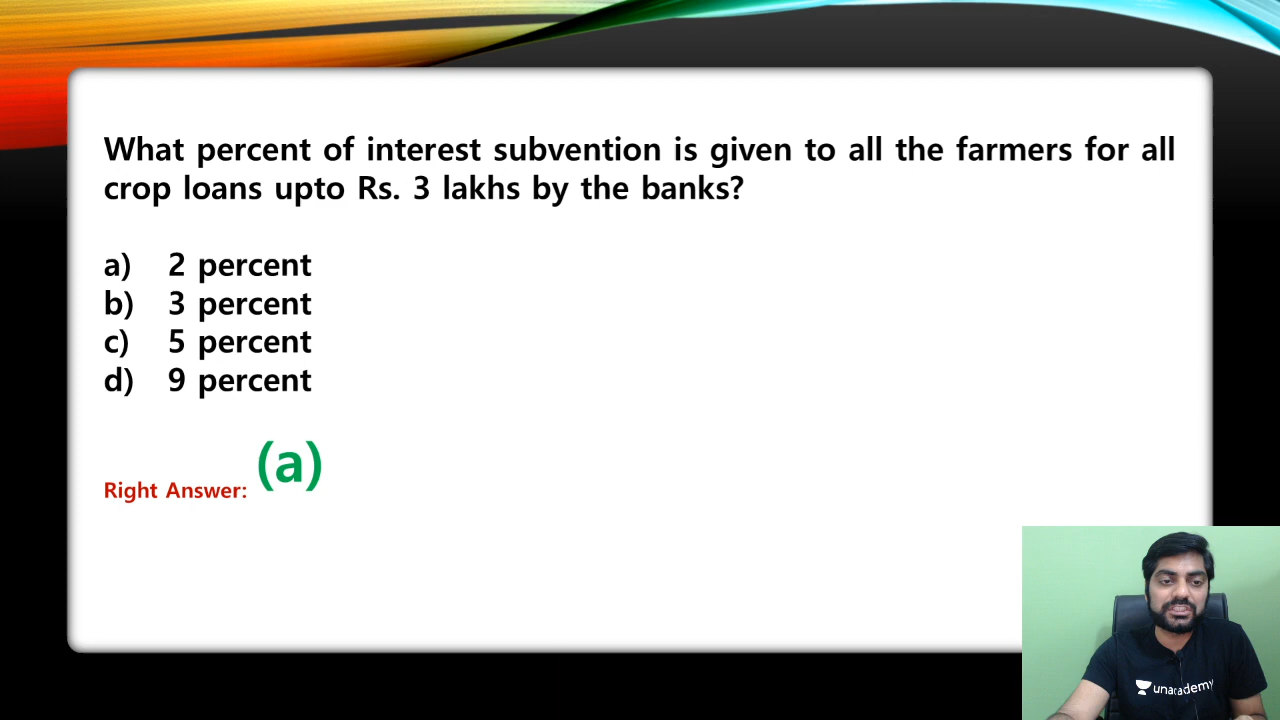 What percent of interest subvention is given to all the farmers for all
crop loans upto Rs. 3 lakhs by the banks?
a) 2 percent
b) 3 percent
c) 5 percent
d) 9 percent
Right Answer: (a)
unacademy